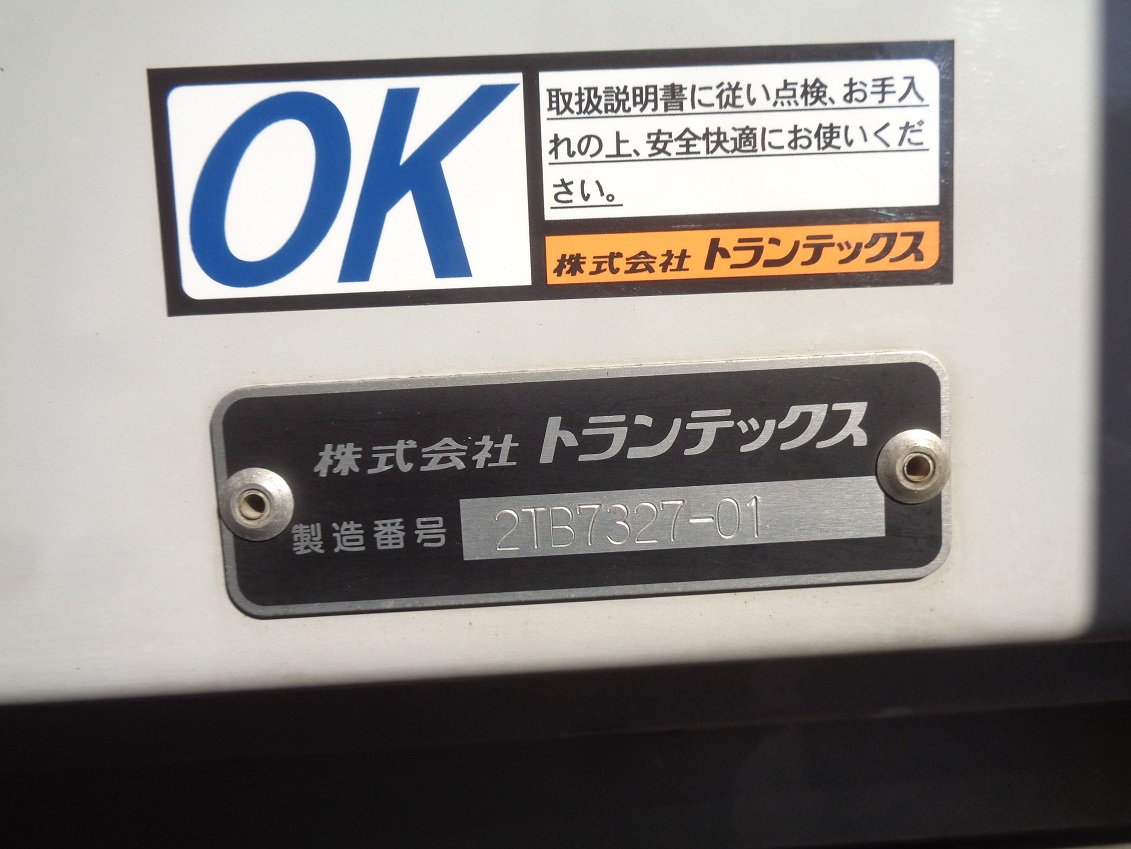 OK
取扱説明書に従い点検、お手入
れの上、安全快適にお使いくだ
さい。
株式会社 トランテックス
株式会社 トランテックス
製造番号 2TB7327-01